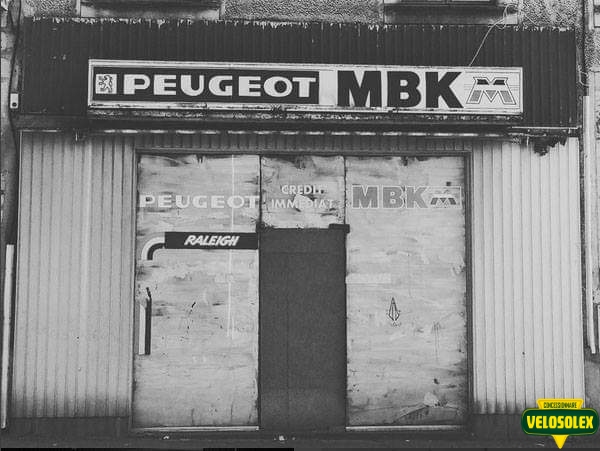 PEUGEOT MBK
PEUGEOT
CREDIT
IMMEDIAT
MBK
RALEIGH
CONCESSIONNAIRE
VELOSOLEX